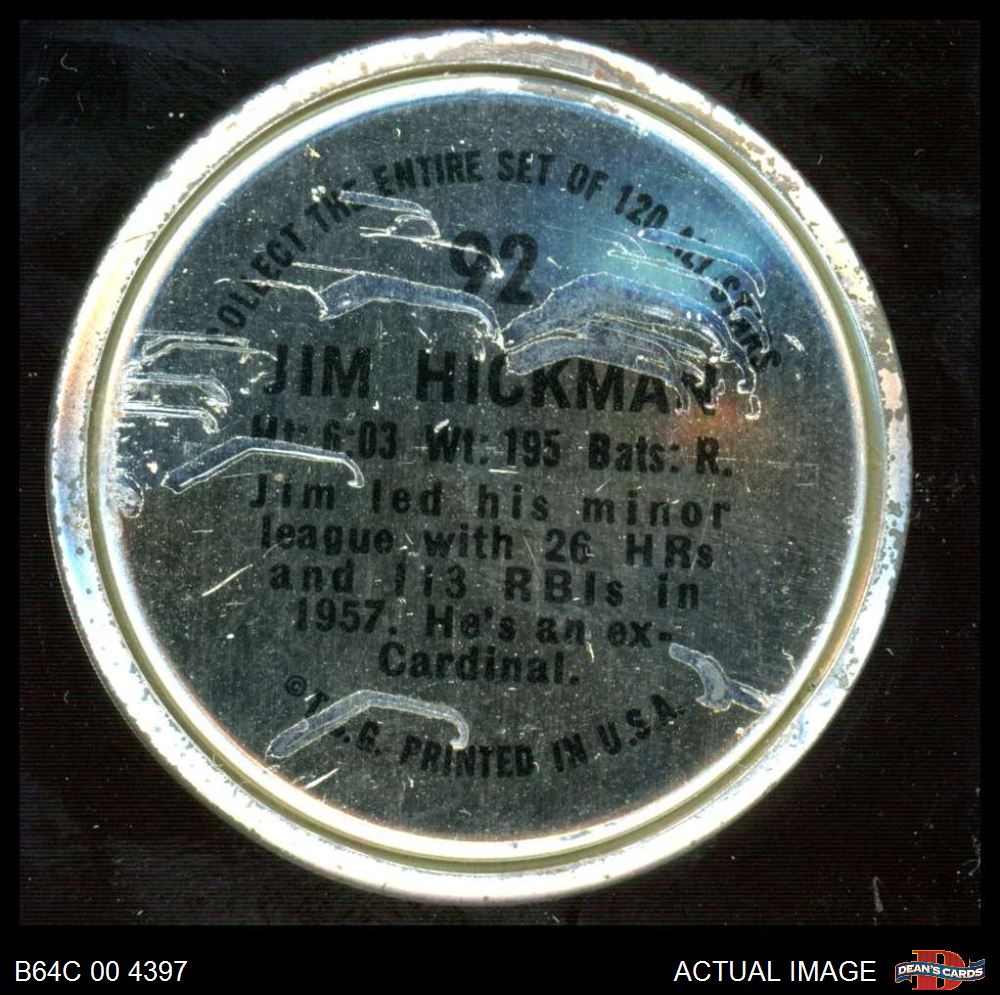 COLLECT THE ENTIRE SET OF 120 ALL STARS
92
JIM HICKMAN
Ht: 6:03 Wt: 195 Bats: R.
Jim led his minor
league with 26 HRs
and 113 RBIs in
1957. He's an ex-
Cardinal.
©T.C.G. PRINTED IN U.S.A.
B64C 00 4397
ACTUAL IMAGE
DEAN'S CARDS